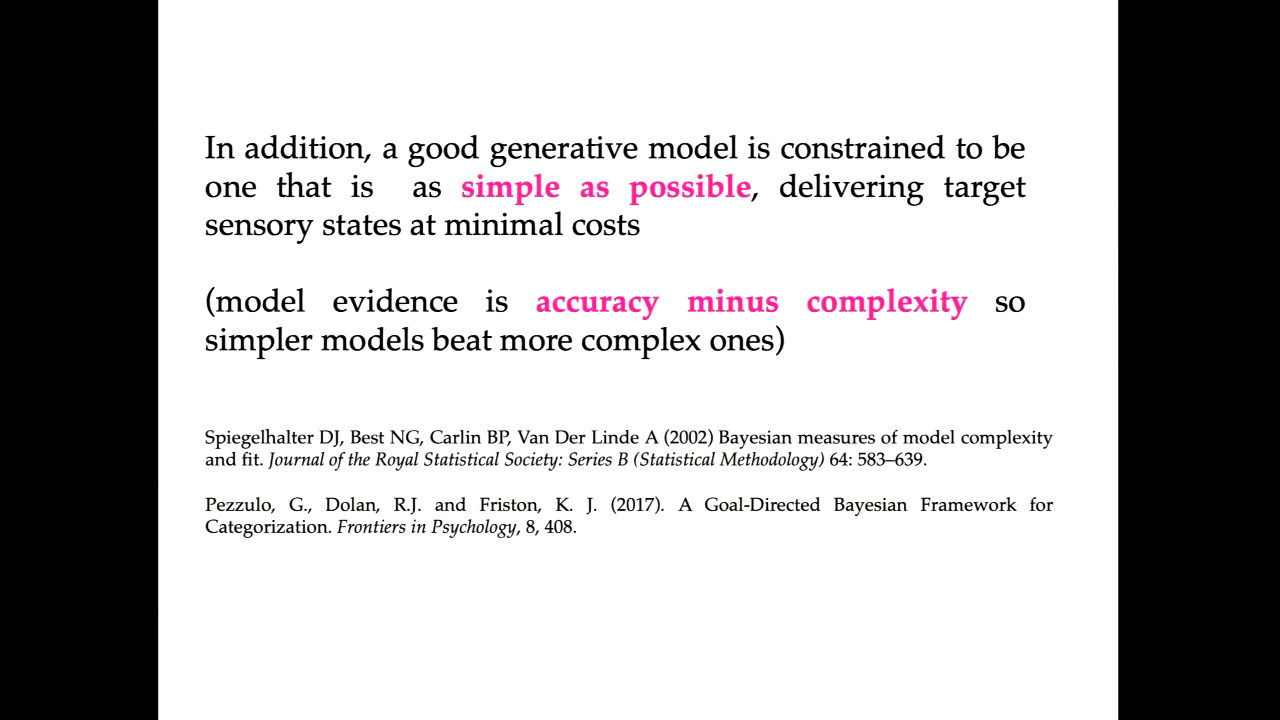 In addition, a good generative model is constrained to be
one that is as simple as possible, delivering target
sensory states at minimal costs
(model evidence is accuracy minus complexity so
simpler models beat more complex ones)
Spiegelhalter DJ, Best NG, Carlin BP, Van Der Linde A (2002) Bayesian measures of model complexity
and fit. Journal of the Royal Statistical Society: Series B (Statistical Methodology) 64: 583–639.
Pezzulo, G., Dolan, R.J. and Friston, K. J. (2017). A Goal-Directed Bayesian Framework for
Categorization. Frontiers in Psychology, 8, 408.